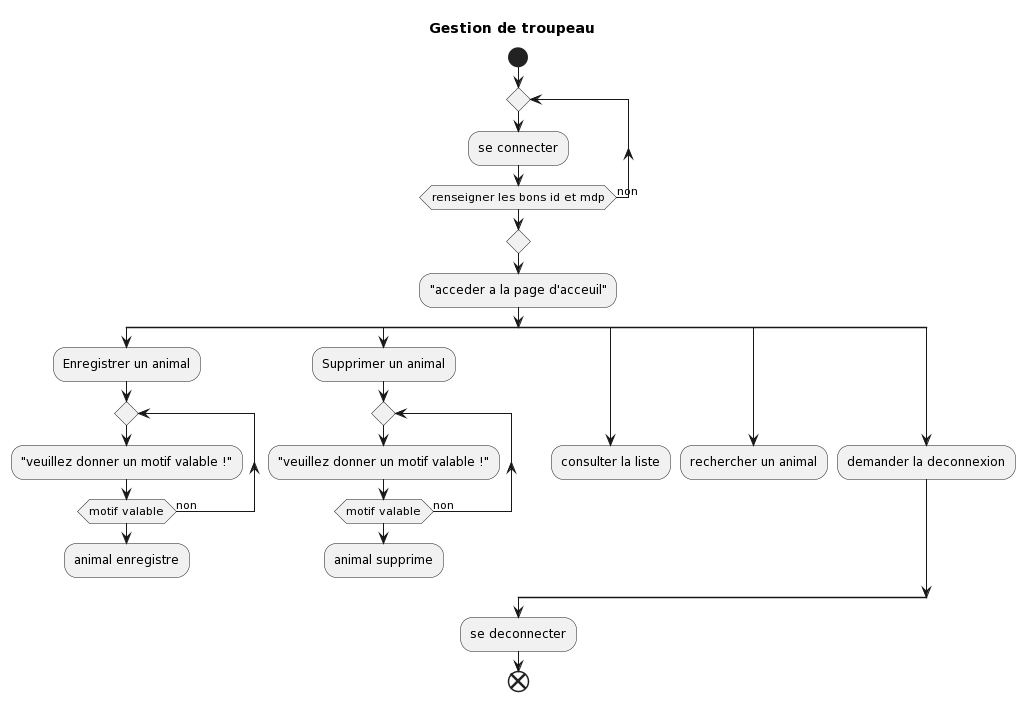 Gestion de troupeau
se connecter
renseigner les bons id et mdp
non
"acceder a la page d'acceuil"
Enregistrer un animal
Supprimer un animal
"veuillez donner un motif valable !"
"veuillez donner un motif valable !"
consulter la liste
rechercher un animal
demander la deconnexion
motif valable
non
motif valable
non
animal enregistre
animal supprime
se deconnecter